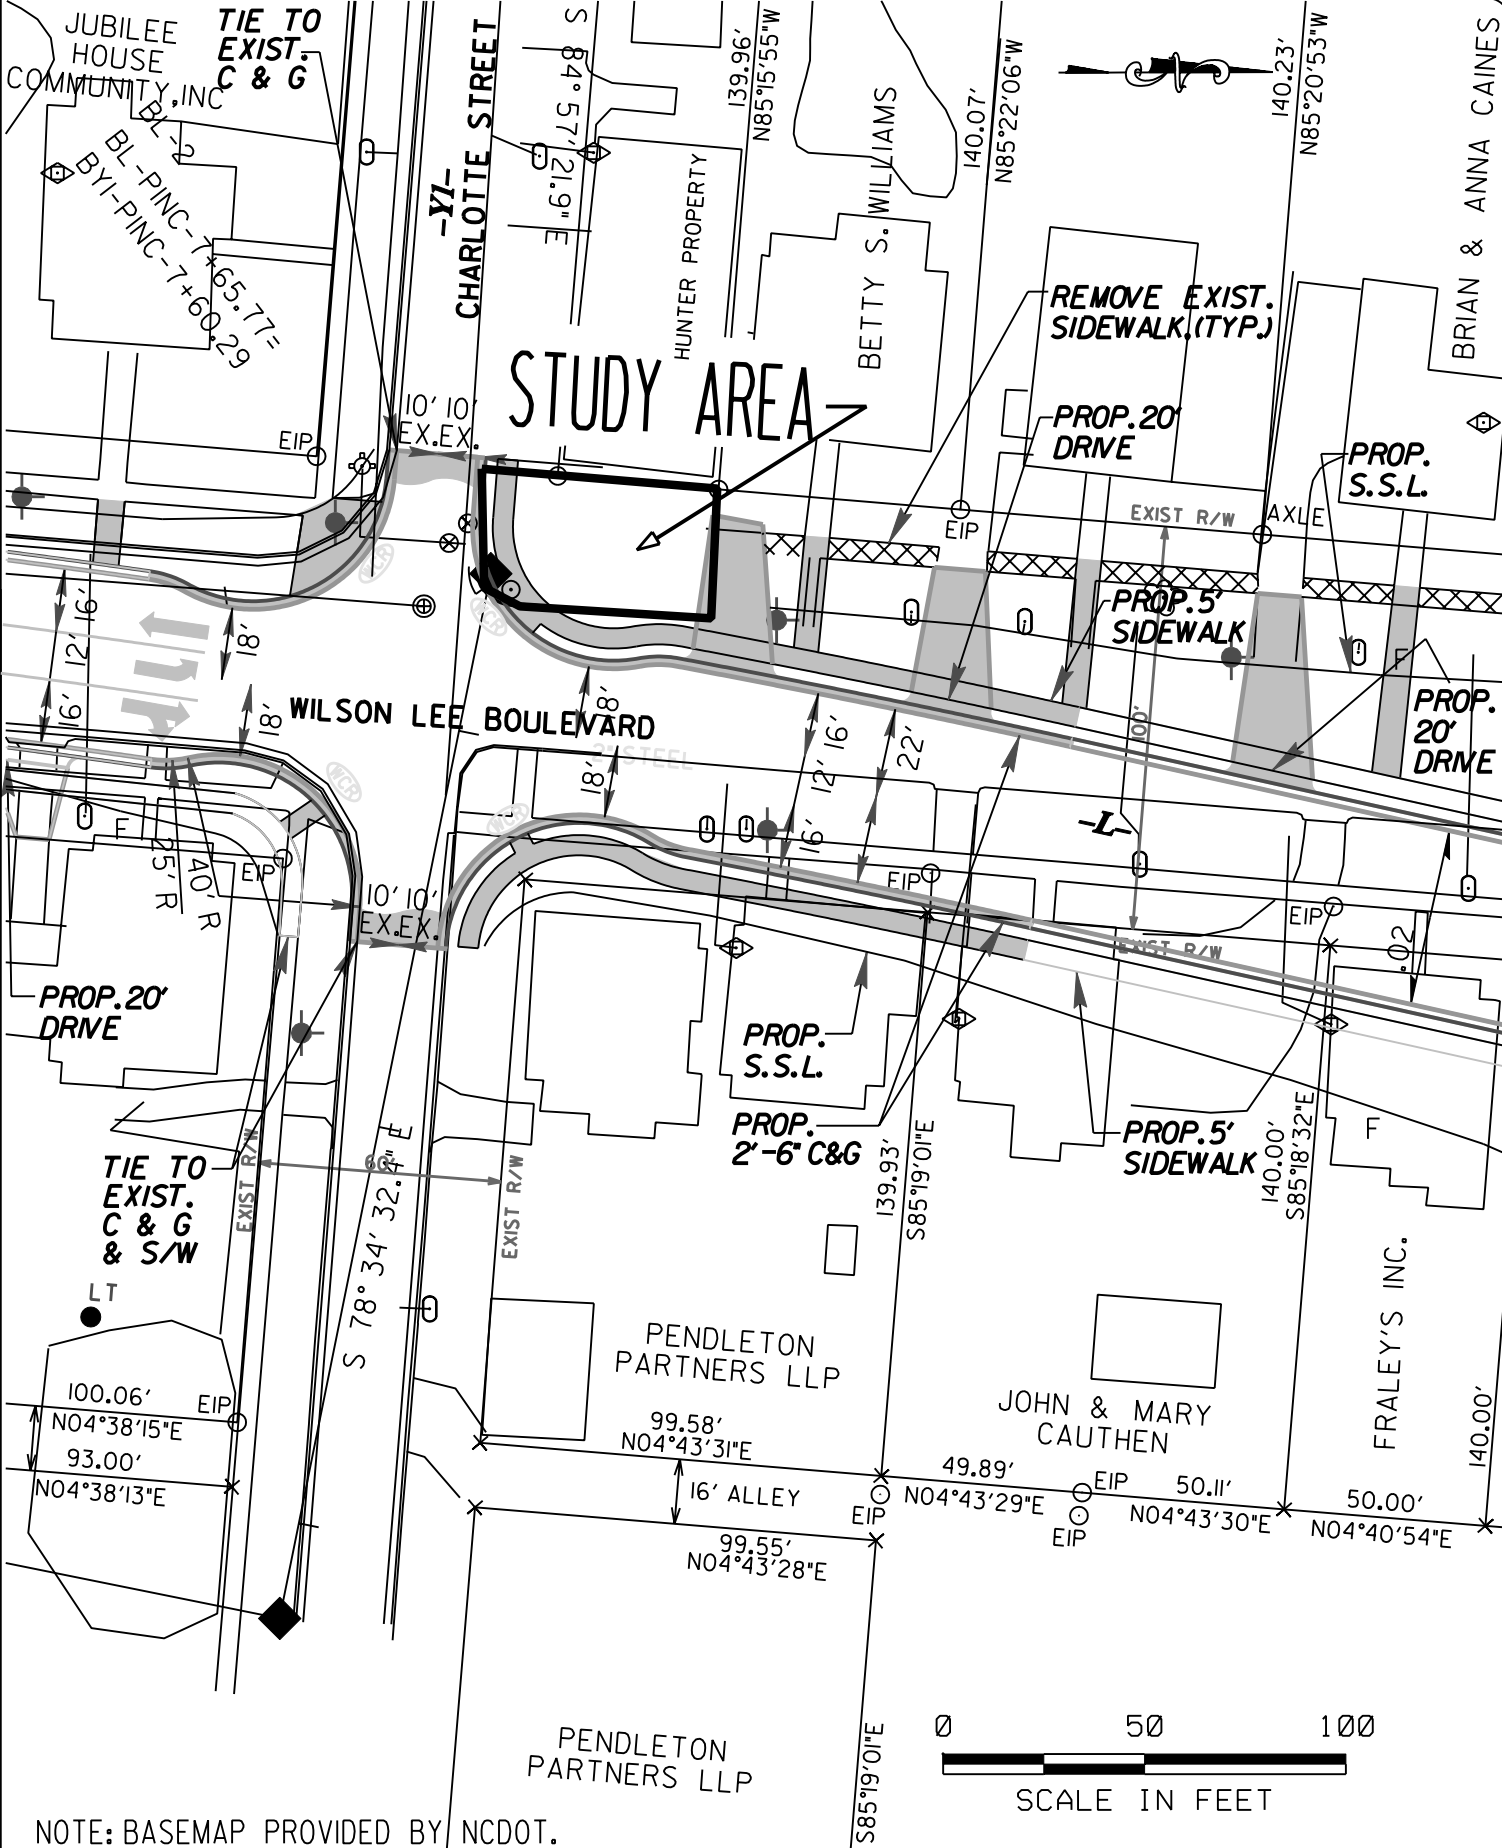 JUBILEE
HOUSE
COMMUNITY, INC
TIE TO
EXIST.
C & G
BL-2
BL-PINC-7+65.77=
BY1-PINC-7+60.29
-Y1-
CHARLOTTE STREET
S 84° 57' 21.9" E
HUNTER PROPERTY
139.96'
N85°15'55"W
BETTY S. WILLIAMS
140.07'
N85°22'06"W
140.23'
N85°20'53"W
BRIAN & ANNA CAINES
REMOVE EXIST.
SIDEWALK.(TYP.)
STUDY AREA
PROP. 20'
DRIVE
PROP.
S.S.L.
10' 10'
EX. EX.
EIP
EIP
AXLE
EXIST R/W
WCR
WCR
PROP. 5'
SIDEWALK
F
12' 16'
18'
16'
18'
WILSON LEE BOULEVARD
18'
2" STEEL
18'
12' 16'
22'
16'
100'
-L-
PROP.
20'
DRIVE
WCR
WCR
F
25' R
40' R
EIP
10' 10'
EX. EX.
EIP
EIP
EXIST R/W
.02
PROP. 20'
DRIVE
PROP.
S.S.L.
PROP.
2'-6" C&G
PROP. 5'
SIDEWALK
F
TIE TO
EXIST.
C & G
& S/W
EXIST R/W
60'
EXIST R/W
S 78° 34' 32.4" E
139.93'
S85°19'01"E
140.00'
S85°18'32"E
LT
PENDLETON
PARTNERS LLP
JOHN & MARY
CAUTHEN
FRALEY'S INC.
140.00'
100.06'
N04°38'15"E
EIP
93.00'
N04°38'13"E
99.58'
N04°43'31"E
16' ALLEY
99.55'
N04°43'28"E
EIP
49.89'
N04°43'29"E
EIP
EIP
50.11'
N04°43'30"E
50.00'
N04°40'54"E
PENDLETON
PARTNERS LLP
S85°19'01"E
0 50 100
SCALE IN FEET
NOTE: BASEMAP PROVIDED BY NCDOT.